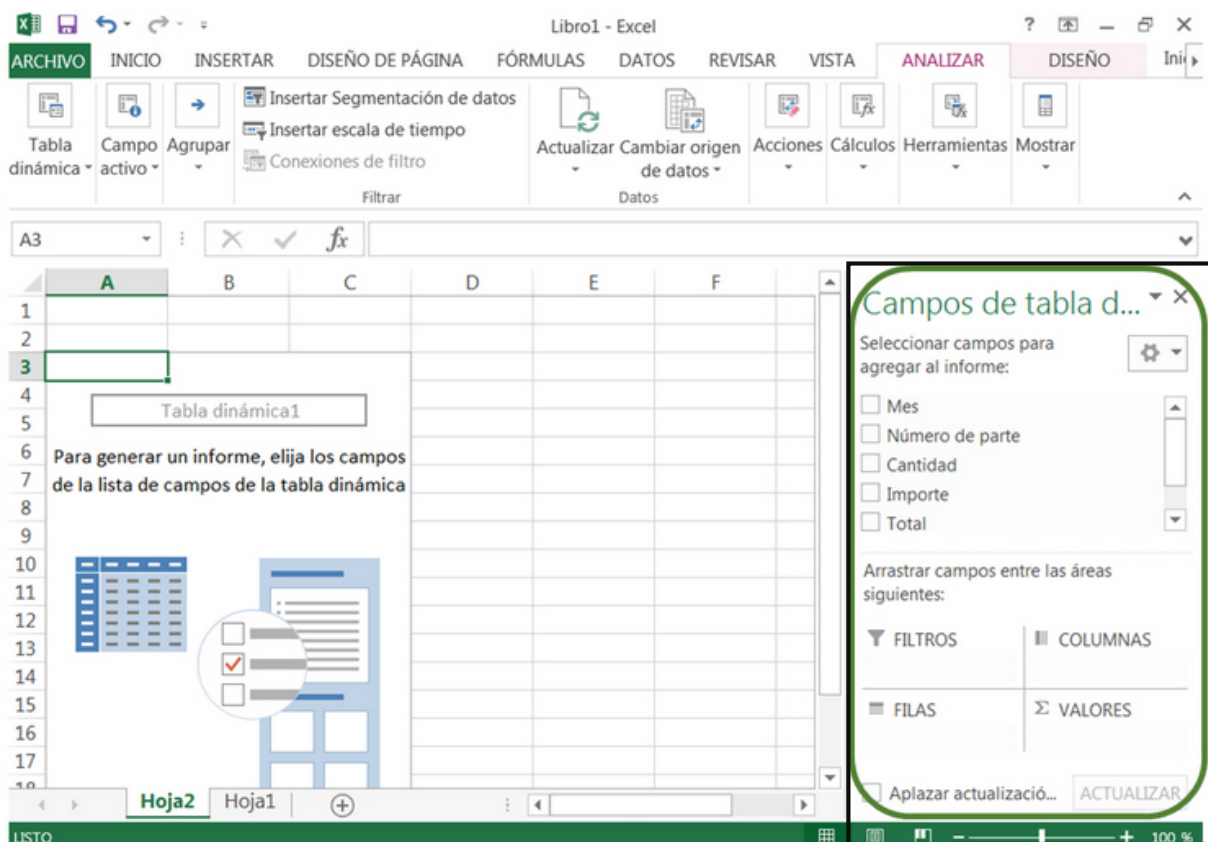 Libro1 - Excel
?
ARCHIVO INICIO INSERTAR DISEÑO DE PÁGINA FÓRMULAS DATOS REVISAR VISTA ANALIZAR DISEÑO
Tabla dinámica
Campo activo
Agrupar
Insertar Segmentación de datos
Insertar escala de tiempo
Conexiones de filtro
Filtrar
Actualizar
Cambiar origen de datos
Datos
Acciones
Cálculos
Herramientas
Mostrar
A3
fx
A B C D E F
1
2
3
4
5
6
7
8
9
10
11
12
13
14
15
16
17
18
Tabla dinámica1
Para generar un informe, elija los campos
de la lista de campos de la tabla dinámica
Campos de tabla d...
Seleccionar campos para
agregar al informe:
Mes
Número de parte
Cantidad
Importe
Total
Arrastrar campos entre las áreas
siguientes:
FILTROS
COLUMNAS
FILAS
Σ VALORES
Aplazar actualizació...
ACTUALIZAR
Hoja2 Hoja1
LISTO
100 %